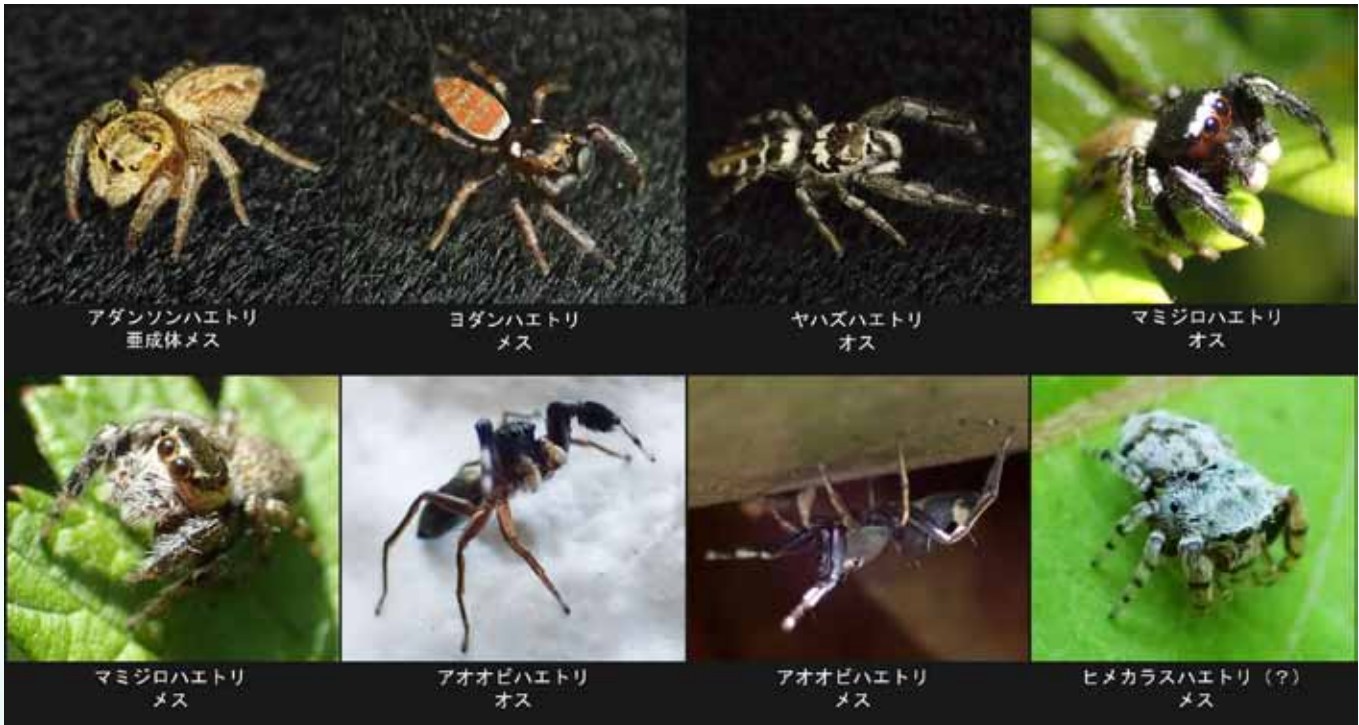 アダンソンハエトリ
亜成体メス
ヨダンハエトリ
メス
ヤハズハエトリ
オス
マミジロハエトリ
オス
マミジロハエトリ
メス
アオオビハエトリ
オス
アオオビハエトリ
メス
ヒメカラスハエトリ（？）
メス